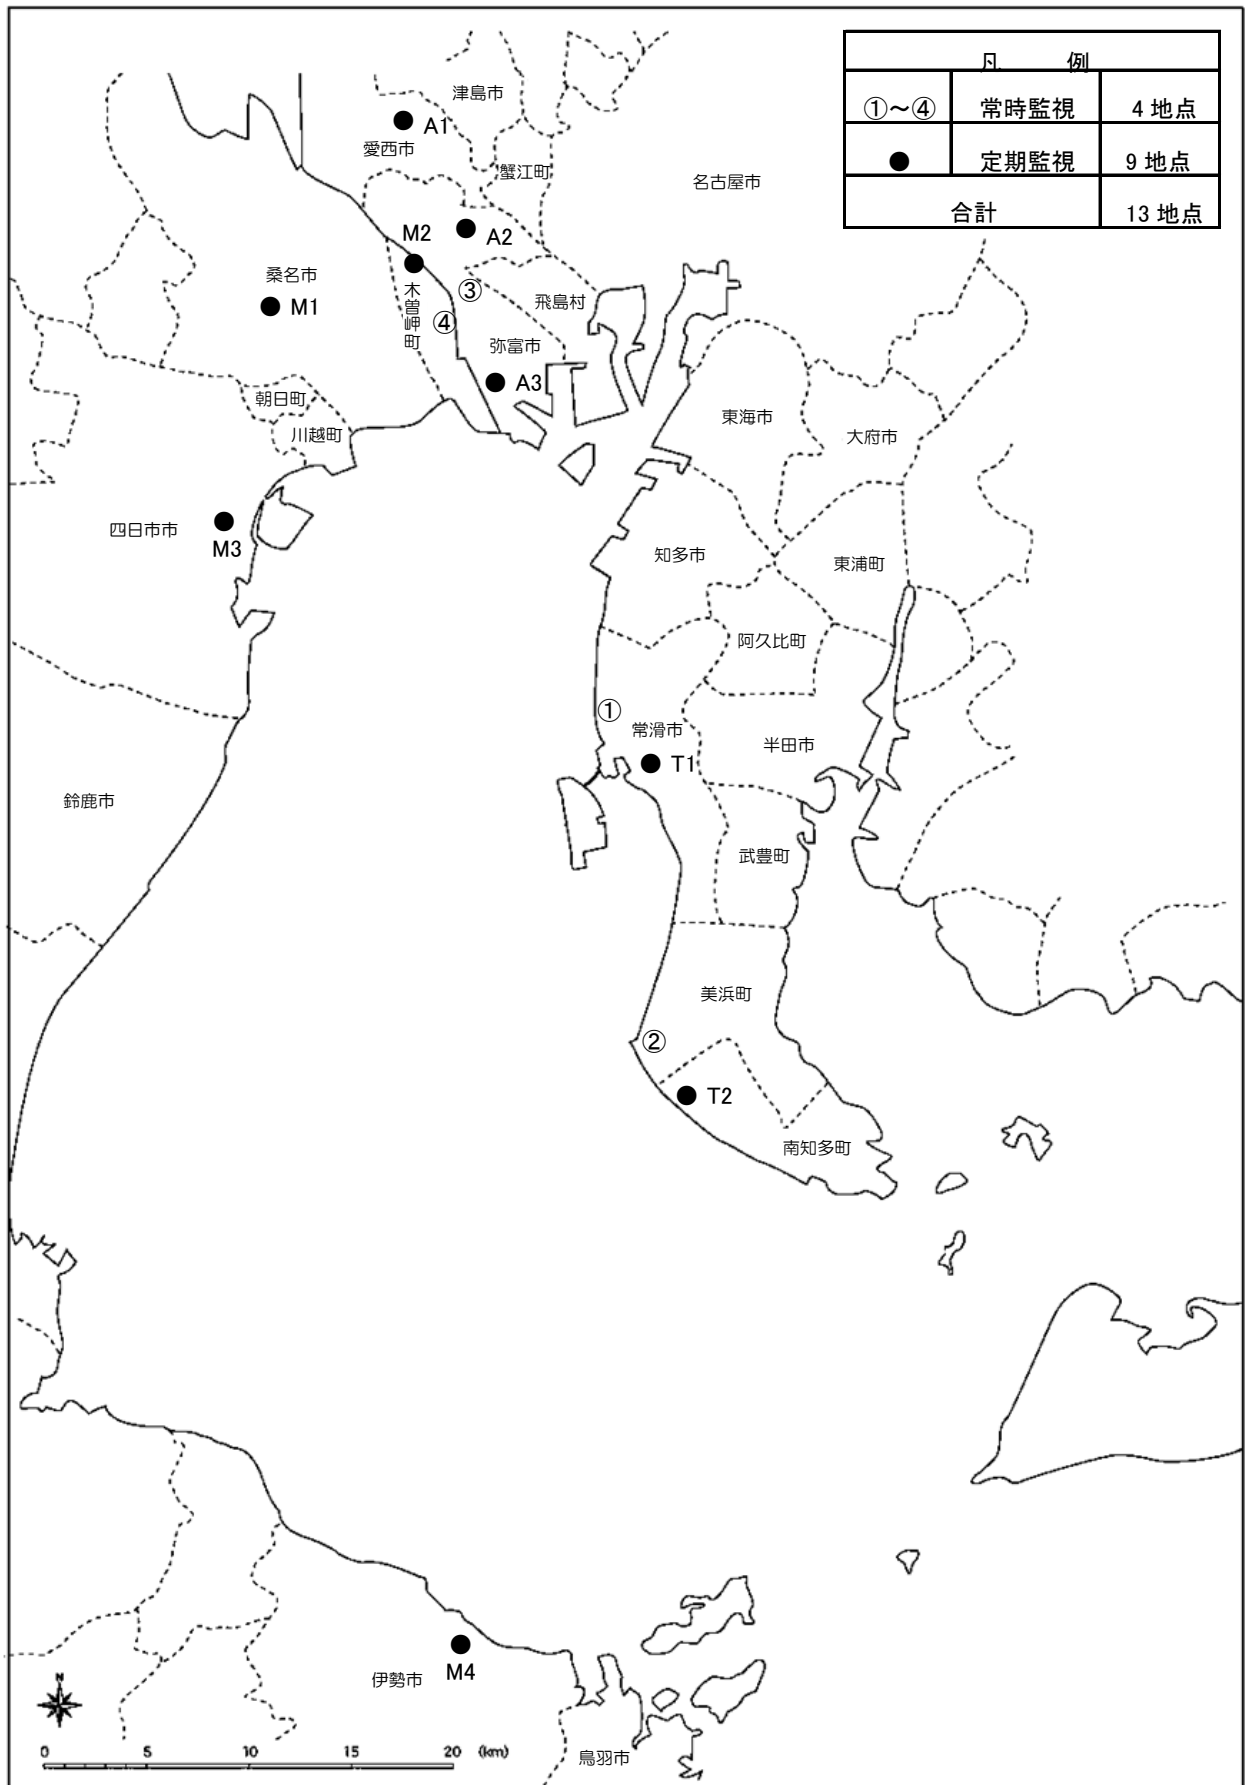 凡 例
①～④ 常時監視 4 地点
● 定期監視 9 地点
合計 13 地点
津島市
A1
愛西市
蟹江町
名古屋市
M2
A2
桑名市
③
飛島村
M1
木曽岬町
④
弥富市
A3
朝日町
東海市
川越町
大府市
四日市市
M3
知多市
東浦町
阿久比町
①
常滑市
半田市
T1
鈴鹿市
武豊町
美浜町
②
T2
南知多町
M4
伊勢市
N
鳥羽市
0 5 10 15 20 (km)